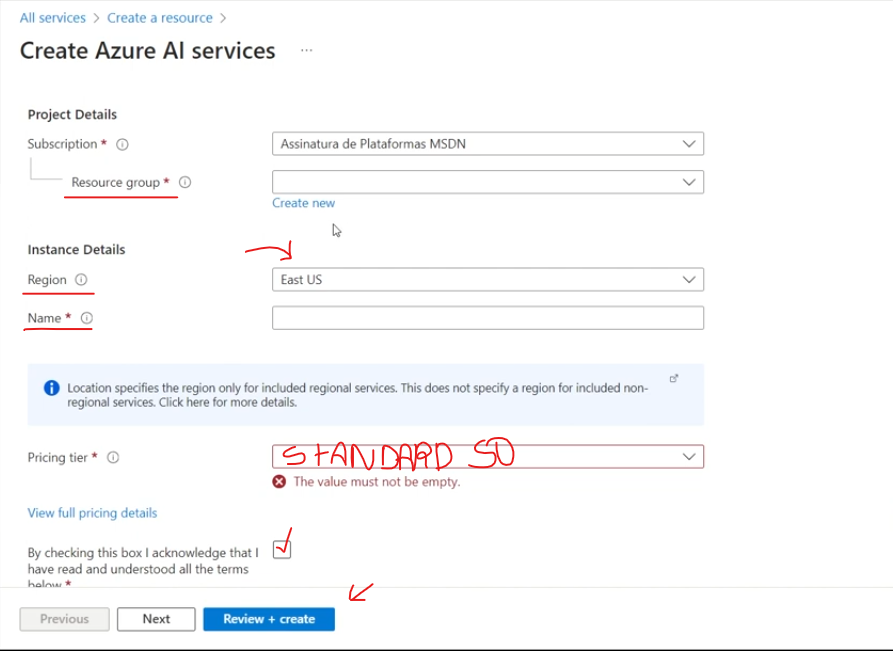 All services > Create a resource >
Create Azure AI services ...
Project Details
Subscription * Assinatura de Plataformas MSDN
Resource group *
Create new
Instance Details
Region East US
Name *
Location specifies the region only for included regional services. This does not specify a region for included non-
regional services. Click here for more details.
Pricing tier * STANDARD S0
The value must not be empty.
View full pricing details
By checking this box I acknowledge that I
have read and understood all the terms
below *
Previous Next Review + create